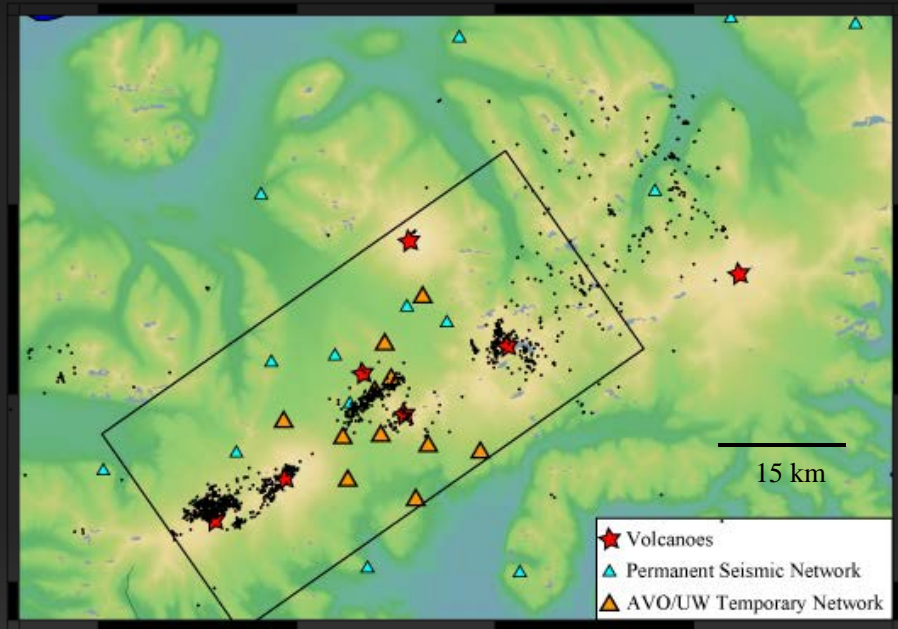 15 km
Volcanoes
Permanent Seismic Network
AVO/UW Temporary Network